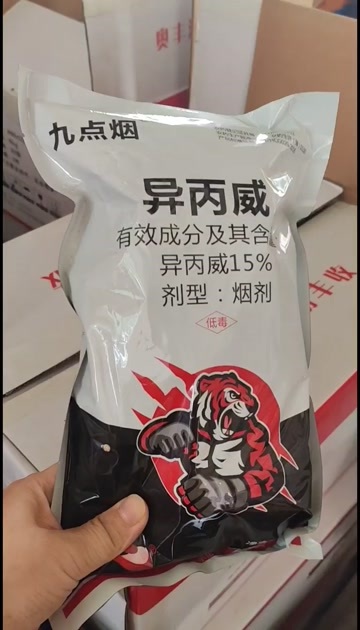 九点烟
异丙威
有效成分及其含
异丙威15%
剂型：烟剂
低毒